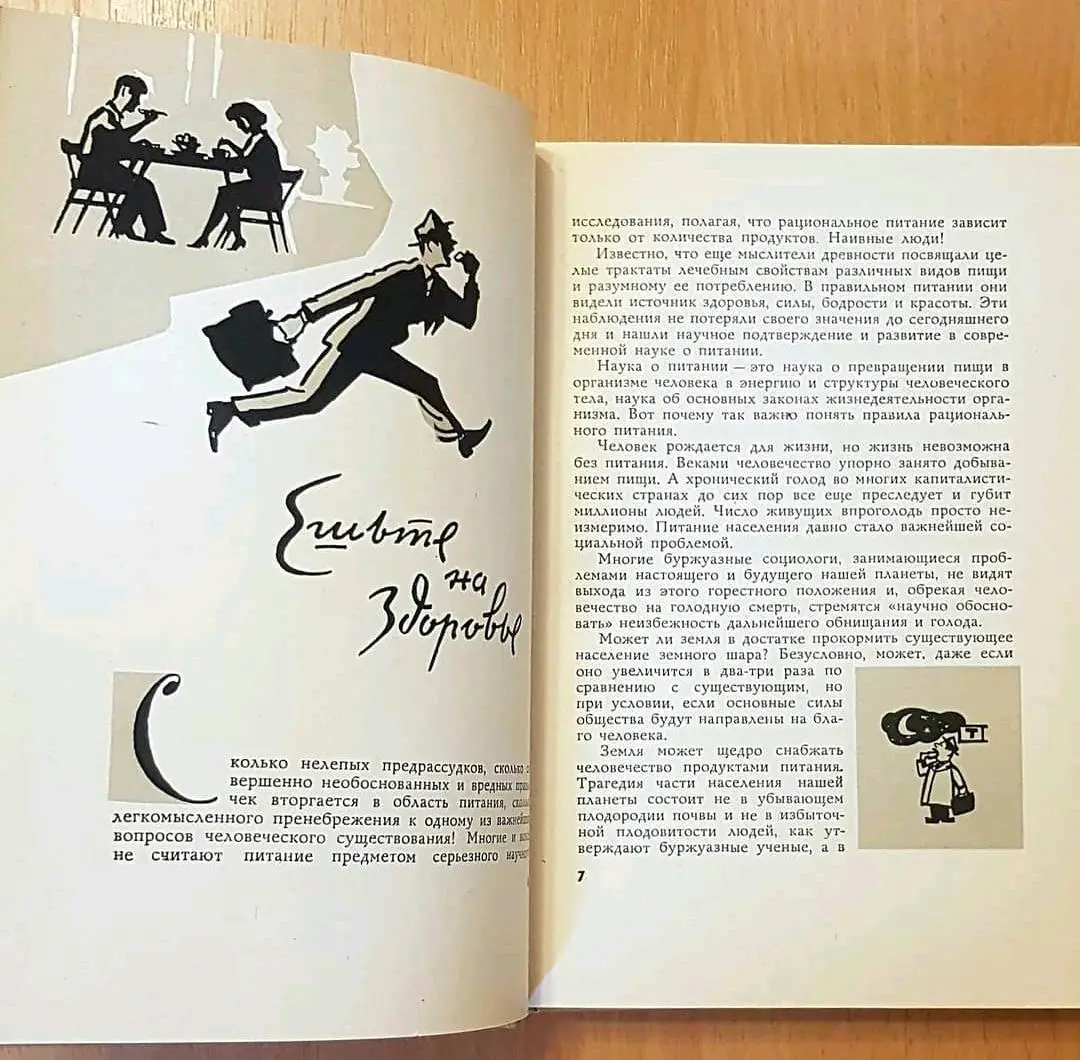 Ешьте
на
Здоровье
Сколько нелепых предрассудков, сколько со
вершенно необоснованных и вредных
чек вторгается в область питания,
легкомысленного пренебрежения к одному из
вопросов человеческого существования! Многие и
не считают питание предметом серьезного
исследования, полагая, что рациональное питание зависит
только от количества продуктов. Наивные люди!
Известно, что еще мыслители древности посвящали це-
лые трактаты лечебным свойствам различных видов пищи
и разумному ее потреблению. В правильном питании они
видели источник здоровья, силы, бодрости и красоты. Эти
наблюдения не потеряли своего значения до сегодняшнего
дня и нашли научное подтверждение и развитие в совре-
менной науке о питании.
Наука о питании — это наука о превращении пищи в
организме человека в энергию и структуры человеческого
тела, наука об основных законах жизнедеятельности орга-
низма. Вот почему так важно понять правила рациональ-
ного питания.
Человек рождается для жизни, но жизнь невозможна
без питания. Веками человечество упорно занято добыва-
нием пищи. А хронический голод во многих капиталисти-
ческих странах до сих пор все еще преследует и губит
миллионы людей. Число живущих впроголодь просто не-
измеримо. Питание населения давно стало важнейшей со-
циальной проблемой.
Многие буржуазные социологи, занимающиеся проб-
лемами настоящего и будущего нашей планеты, не видят
выхода из этого горестного положения и, обрекая чело-
вечество на голодную смерть, стремятся «научно обосно-
вать» неизбежность дальнейшего обнищания и голода.
Может ли земля в достатке прокормить существующее
население земного шара? Безусловно, может, даже если
оно увеличится в два-три раза по
сравнению с существующим, но
при условии, если основные силы
общества будут направлены на бла-
го человека.
Земля может щедро снабжать
человечество продуктами питания.
Трагедия части населения нашей
планеты состоит не в убывающем
плодородии почвы и не в избыточ-
ной плодовитости людей, как ут-
верждают буржуазные ученые, а в
Т
7